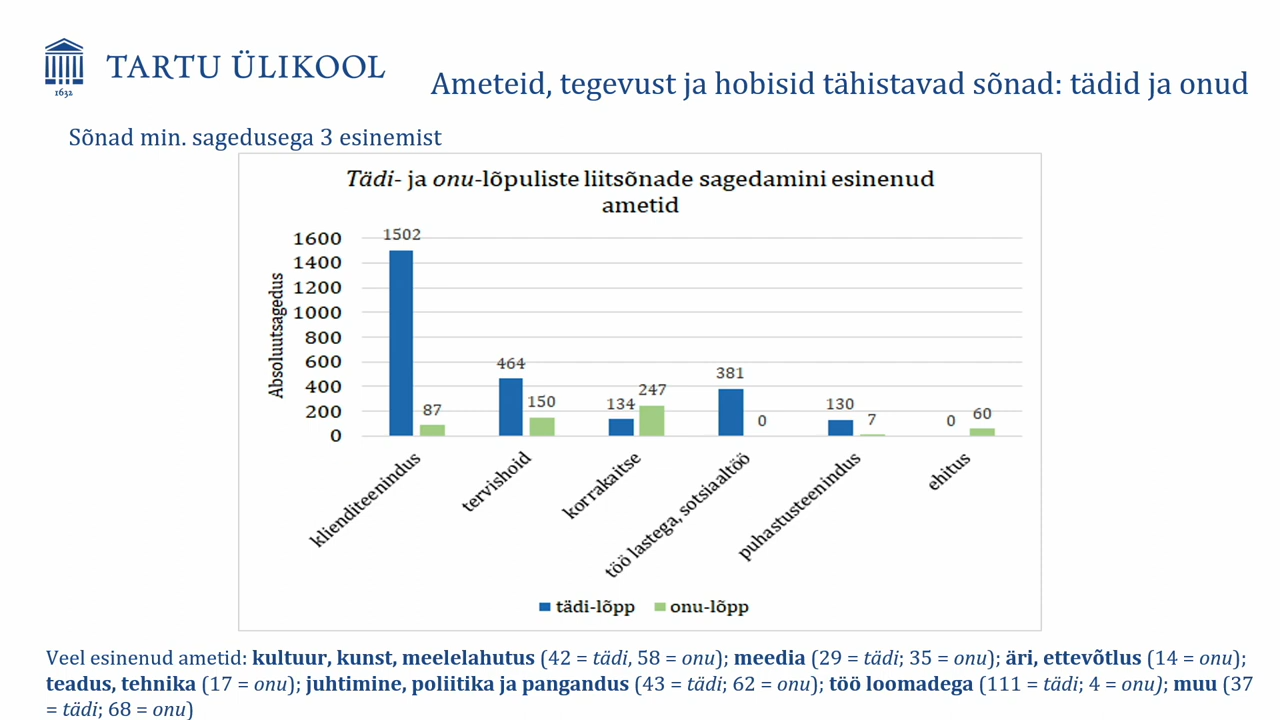 TARTU ÜLIKOOL
1632
Ameteid, tegevust ja hobisid tähistavad sõnad: tädid ja onud
Sõnad min. sagedusega 3 esinemist
Tädi- ja onu-lõpuliste liitsõnade sagedamini esinenud
ametid
Absoluutsagedus
1600
1400
1200
1000
800
600
400
200
0
1502
87
464
150
134
247
381
0
130
7
0
60
klienditeenindus
tervishoid
korrakaitse
töö lastega, sotsiaaltöö
puhastusteenindus
ehitus
tädi-lõpp
onu-lõpp
Veel esinenud ametid: kultuur, kunst, meelelahutus (42 = tädi, 58 = onu); meedia (29 = tädi; 35 = onu); äri, ettevõtlus (14 = onu);
teadus, tehnika (17 = onu); juhtimine, poliitika ja pangandus (43 = tädi; 62 = onu); töö loomadega (111 = tädi; 4 = onu); muu (37
= tädi; 68 = onu)